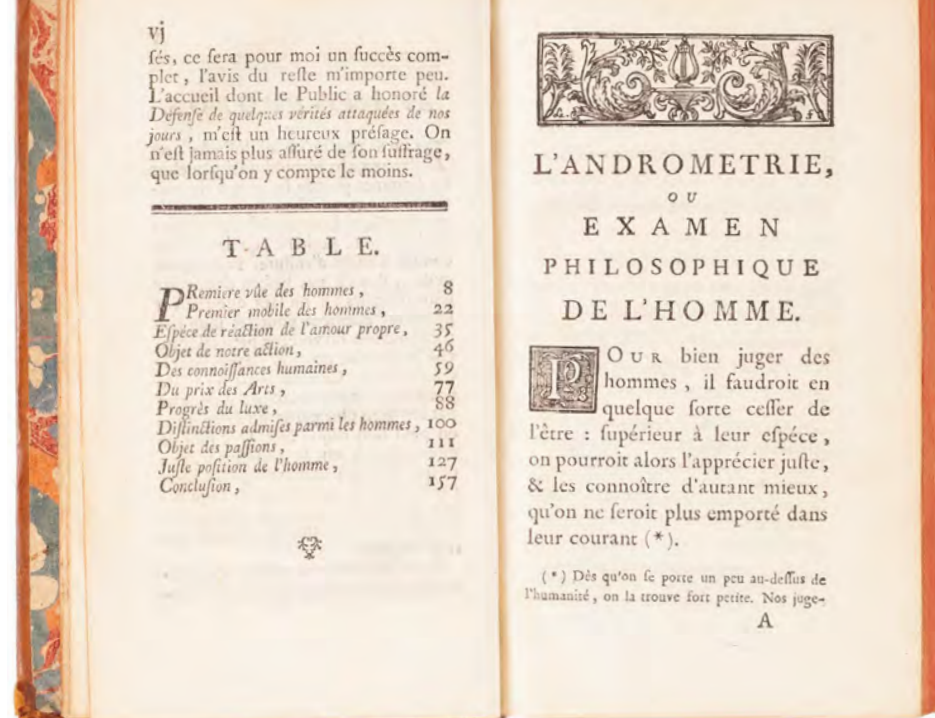 vj
ſés, ce ſera pour moi un ſuccès com-
plet, l'avis du reſte m'importe peu.
L'accueil dont le Public a honoré la
Défenſe de quelques vérités attaquées de nos
jours, m'eſt un heureux préſage. On
n'eſt jamais plus aſſuré de ſon ſuffrage,
que lorſqu'on y compte le moins.
TABLE.
PRemiere vûe des hommes, 8
Premier mobile des hommes, 22
Eſpéce de réaction de l'amour propre, 35
Objet de notre action, 46
Des connoiſſances humaines, 59
Du prix des Arts, 77
Progrès du luxe, 88
Diſtinctions admiſes parmi les hommes, 100
Objet des paſſions, 111
Juſte poſition de l'homme, 127
Concluſion, 157
L'ANDROMETRIE,
OU
EXAMEN
PHILOSOPHIQUE
DE L'HOMME.
POUR bien juger des
hommes, il faudroit en
quelque ſorte ceſſer de
l'être : ſupérieur à leur eſpéce,
on pourroit alors l'apprécier juſte,
& les connoître d'autant mieux,
qu'on ne ſeroit plus emporté dans
leur courant (*).
(*) Dès qu'on ſe porte un peu au-deſſus de
l'humanité, on la trouve fort petite. Nos juge-
A